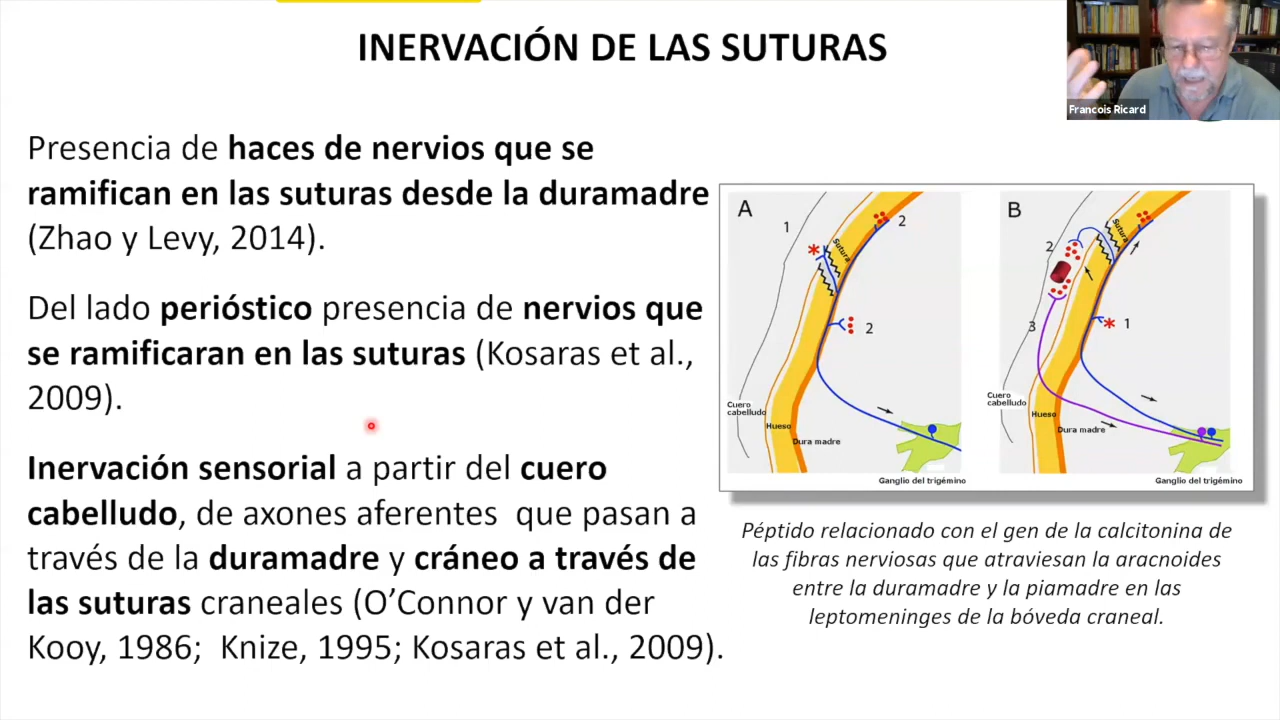 INERVACIÓN DE LAS SUTURAS
Francois Ricard
Presencia de haces de nervios que se
ramifican en las suturas desde la duramadre
(Zhao y Levy, 2014).
Del lado perióstico presencia de nervios que
se ramificaran en las suturas (Kosaras et al.,
2009).
Inervación sensorial a partir del cuero
cabelludo, de axones aferentes que pasan a
través de la duramadre y cráneo a través de
las suturas craneales (O’Connor y van der
Kooy, 1986; Knize, 1995; Kosaras et al., 2009).
A
1
2
*
Sutura
2
Cuero
cabelludo
Hueso
Dura madre
Ganglio del trigémino
B
2
Sutura
3
* 1
Cuero
cabelludo
Hueso
Dura madre
Ganglio del trigémino
Péptido relacionado con el gen de la calcitonina de
las fibras nerviosas que atraviesan la aracnoides
entre la duramadre y la piamadre en las
leptomeninges de la bóveda craneal.